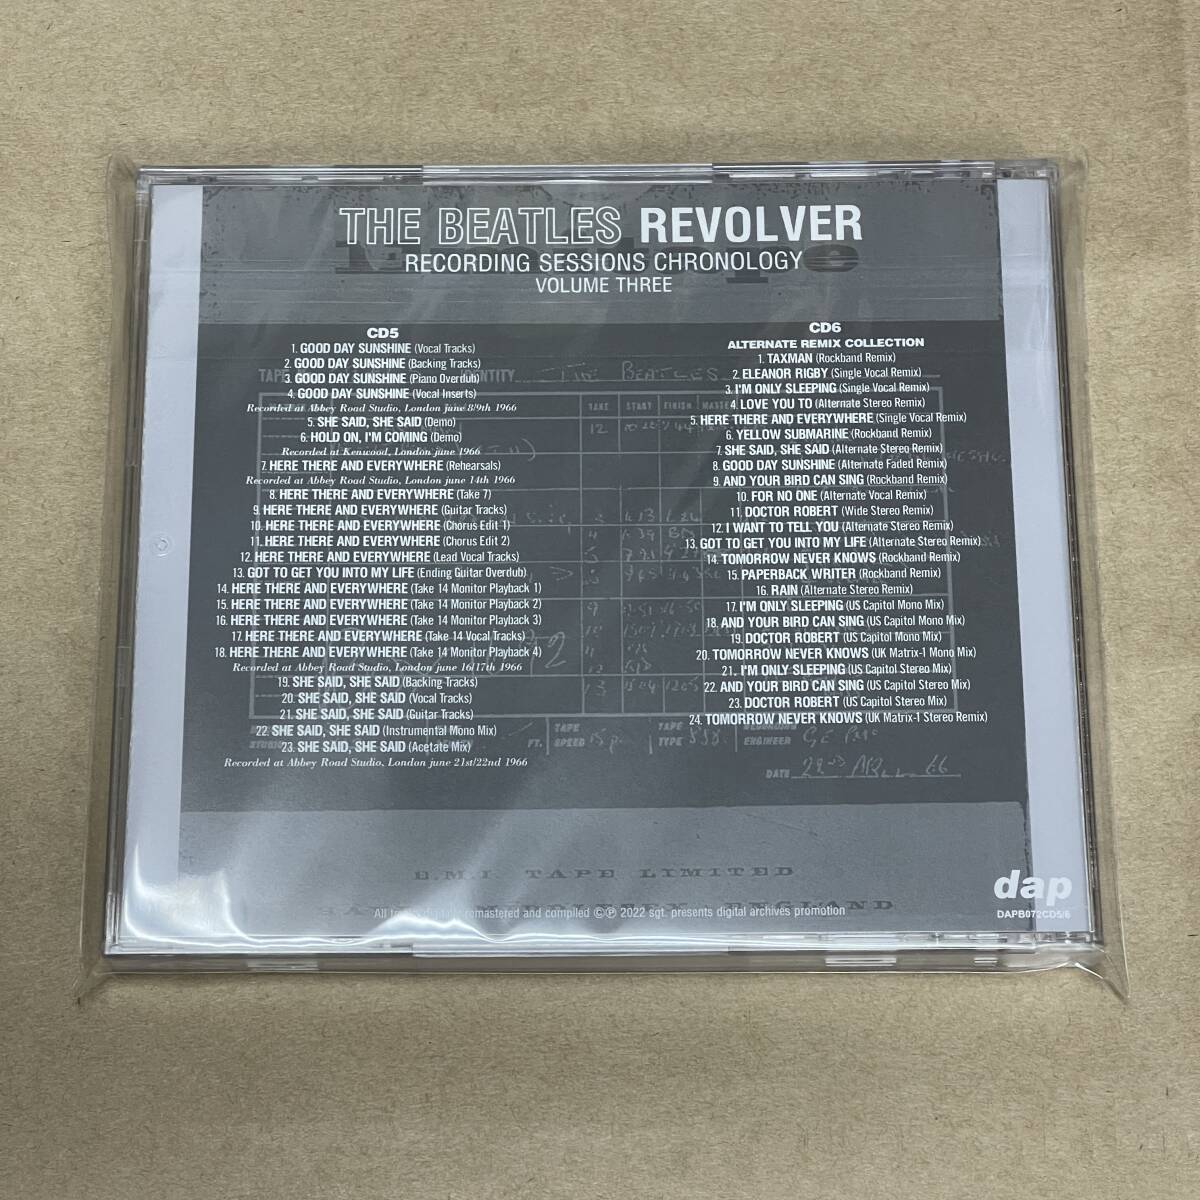 THE BEATLES REVOLVER
RECORDING SESSIONS CHRONOLOGY
VOLUME THREE
CD5
1. GOOD DAY SUNSHINE (Vocal Tracks)
2. GOOD DAY SUNSHINE (Backing Tracks)
3. GOOD DAY SUNSHINE (Piano Overdub)
4. GOOD DAY SUNSHINE (Vocal Inserts)
Recorded at Abbey Road Studio, London june 8/9th 1966
5. SHE SAID, SHE SAID (Demo)
6. HOLD ON, I'M COMING (Demo)
Recorded at Kenwood, London june 1966
7. HERE THERE AND EVERYWHERE (Rehearsals)
Recorded at Abbey Road Studio, London june 14th 1966
8. HERE THERE AND EVERYWHERE (Take 7)
9. HERE THERE AND EVERYWHERE (Guitar Tracks)
10. HERE THERE AND EVERYWHERE (Chorus Edit 1)
11. HERE THERE AND EVERYWHERE (Chorus Edit 2)
12. HERE THERE AND EVERYWHERE (Lead Vocal Tracks)
13. GOT TO GET YOU INTO MY LIFE (Ending Guitar Overdub)
14. HERE THERE AND EVERYWHERE (Take 14 Monitor Playback 1)
15. HERE THERE AND EVERYWHERE (Take 14 Monitor Playback 2)
16. HERE THERE AND EVERYWHERE (Take 14 Monitor Playback 3)
17. HERE THERE AND EVERYWHERE (Take 14 Vocal Tracks)
18. HERE THERE AND EVERYWHERE (Take 14 Monitor Playback 4)
Recorded at Abbey Road Studio, London june 16/17th 1966
19. SHE SAID, SHE SAID (Backing Tracks)
20. SHE SAID, SHE SAID (Vocal Tracks)
21. SHE SAID, SHE SAID (Guitar Tracks)
22. SHE SAID, SHE SAID (Instrumental Mono Mix)
23. SHE SAID, SHE SAID (Acetate Mix)
Recorded at Abbey Road Studio, London june 21st/22nd 1966
CD6
ALTERNATE REMIX COLLECTION
1. TAXMAN (Rockband Remix)
2. ELEANOR RIGBY (Single Vocal Remix)
3. I'M ONLY SLEEPING (Single Vocal Remix)
4. LOVE YOU TO (Alternate Stereo Remix)
5. HERE THERE AND EVERYWHERE (Single Vocal Remix)
6. YELLOW SUBMARINE (Rockband Remix)
7. SHE SAID, SHE SAID (Alternate Stereo Remix)
8. GOOD DAY SUNSHINE (Alternate Faded Remix)
9. AND YOUR BIRD CAN SING (Rockband Remix)
10. FOR NO ONE (Alternate Vocal Remix)
11. DOCTOR ROBERT (Wide Stereo Remix)
12. I WANT TO TELL YOU (Alternate Stereo Remix)
13. GOT TO GET YOU INTO MY LIFE (Alternate Stereo Remix)
14. TOMORROW NEVER KNOWS (Rockband Remix)
15. PAPERBACK WRITER (Rockband Remix)
16. RAIN (Alternate Stereo Remix)
17. I'M ONLY SLEEPING (US Capitol Mono Mix)
18. AND YOUR BIRD CAN SING (US Capitol Mono Mix)
19. DOCTOR ROBERT (US Capitol Mono Mix)
20. TOMORROW NEVER KNOWS (UK Matrix-1 Mono Mix)
21. I'M ONLY SLEEPING (US Capitol Stereo Mix)
22. AND YOUR BIRD CAN SING (US Capitol Stereo Mix)
23. DOCTOR ROBERT (US Capitol Stereo Mix)
24. TOMORROW NEVER KNOWS (UK Matrix-1 Stereo Remix)
THE BEATLES
TAKE START FINISH
FT. TAPE SPEED TAPE TYPE ENGINEER
DATE
E.M.I. TAPE LIMITED
ENGLAND
All tracks digital remastered and compiled ©℗ 2022 sgt. presents digital archives promotion
dap
DAPB072CD5/6